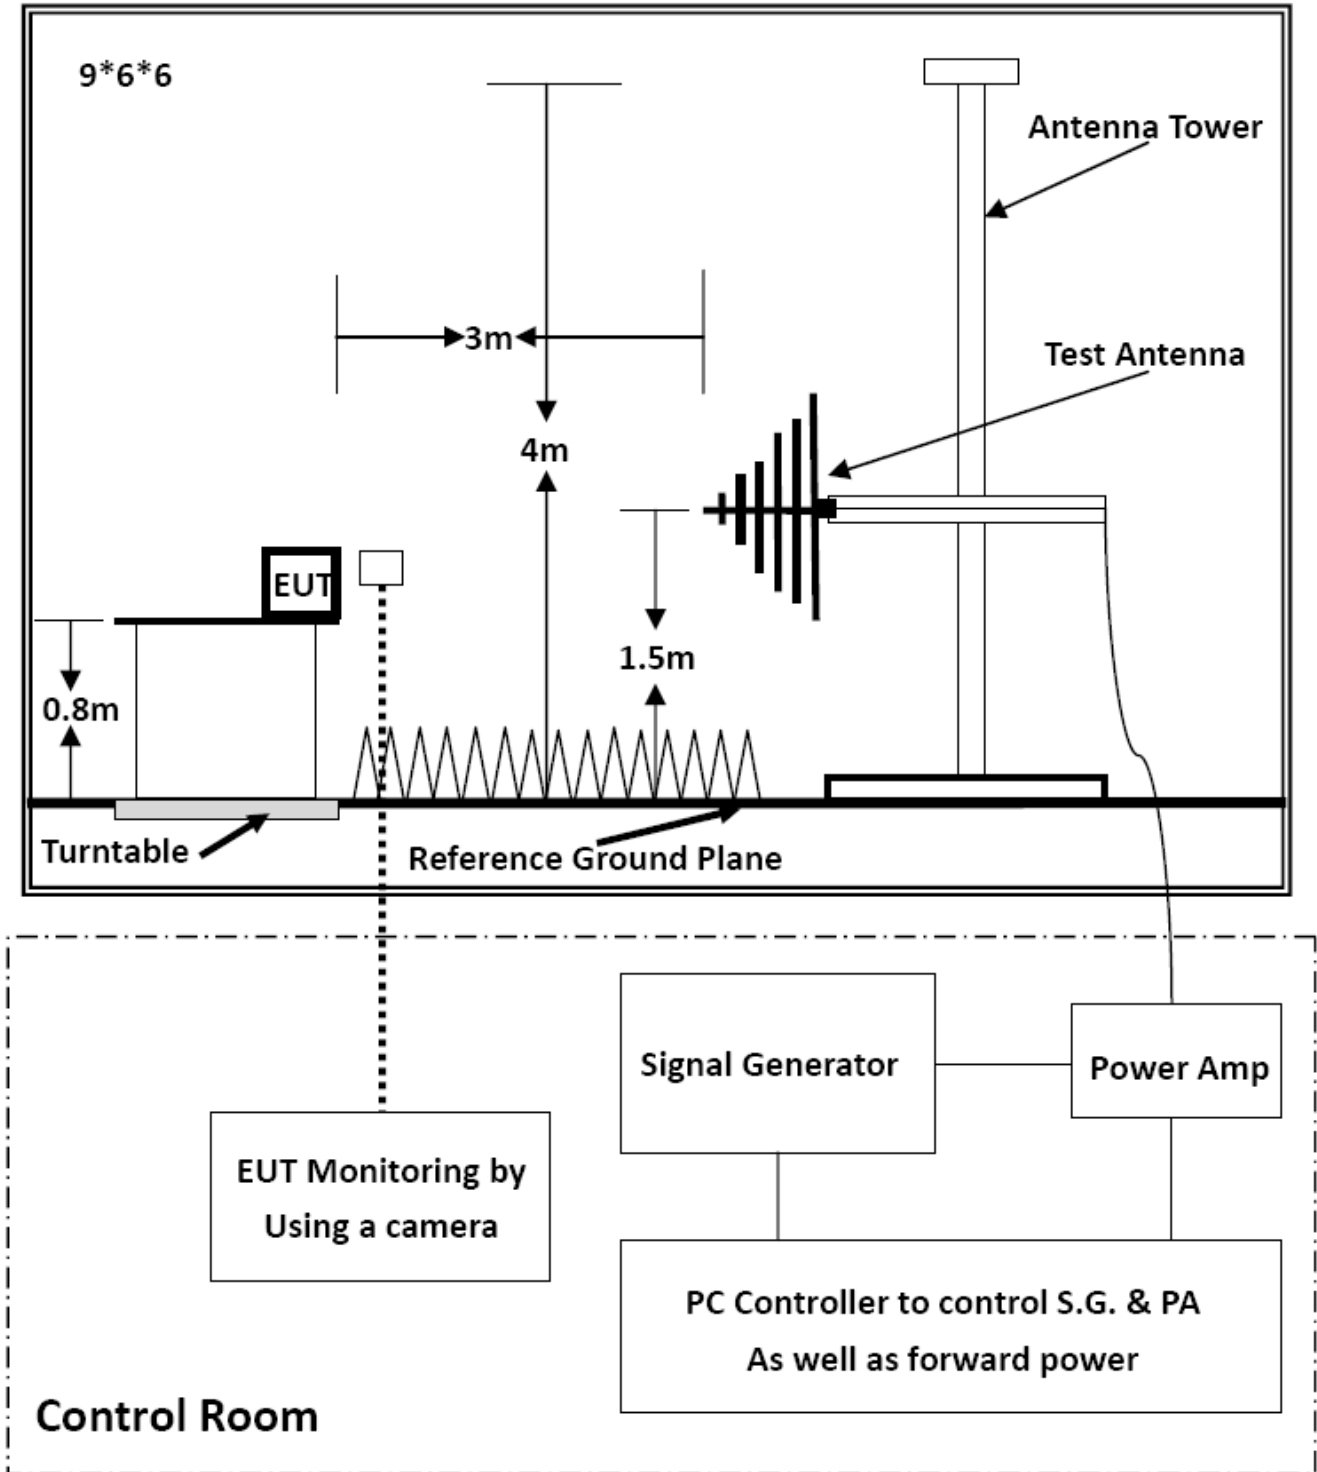 9*6*6
Antenna Tower
3m
Test Antenna
4m
EUT
1.5m
0.8m
Turntable
Reference Ground Plane
Signal Generator
Power Amp
EUT Monitoring by
Using a camera
PC Controller to control S.G. & PA
As well as forward power
Control Room